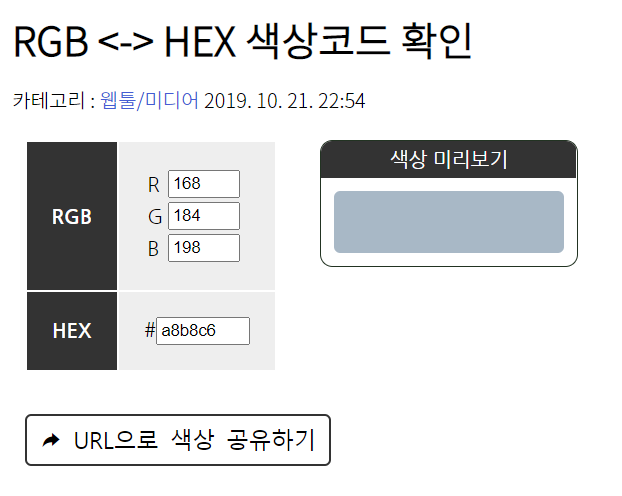 RGB <-> HEX 색상코드 확인
카테고리 : 웹툴/미디어 2019. 10. 21. 22:54
색상 미리보기
RGB
R 168
G 184
B 198
HEX
#a8b8c6
URL으로 색상 공유하기